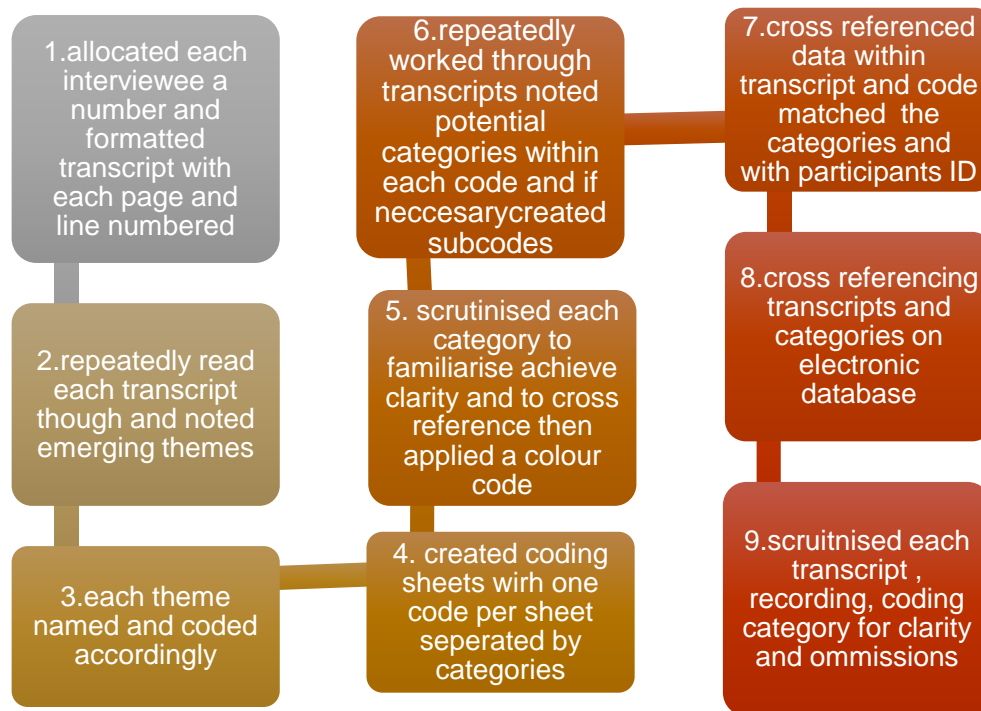 1.allocated each
interviewee a
number and
formatted
transcript with
each page and
line numbered
2.repeatedly read
each transcript
though and noted
emerging themes
3.each theme
named and coded
accordingly
4. created coding
sheets wirh one
code per sheet
seperated by
categories
5. scrutinised each
category to
familiarise achieve
clarity and to cross
reference then
applied a colour
code
6.repeatedly
worked through
transcripts noted
potential
categories within
each code and if
neccesarycreated
subcodes
7.cross referenced
data within
transcript and code
matched the
categories and
with participants ID
8.cross referencing
transcripts and
categories on
electronic
database
9.scruitnised each
transcript ,
recording, coding
category for clarity
and ommissions